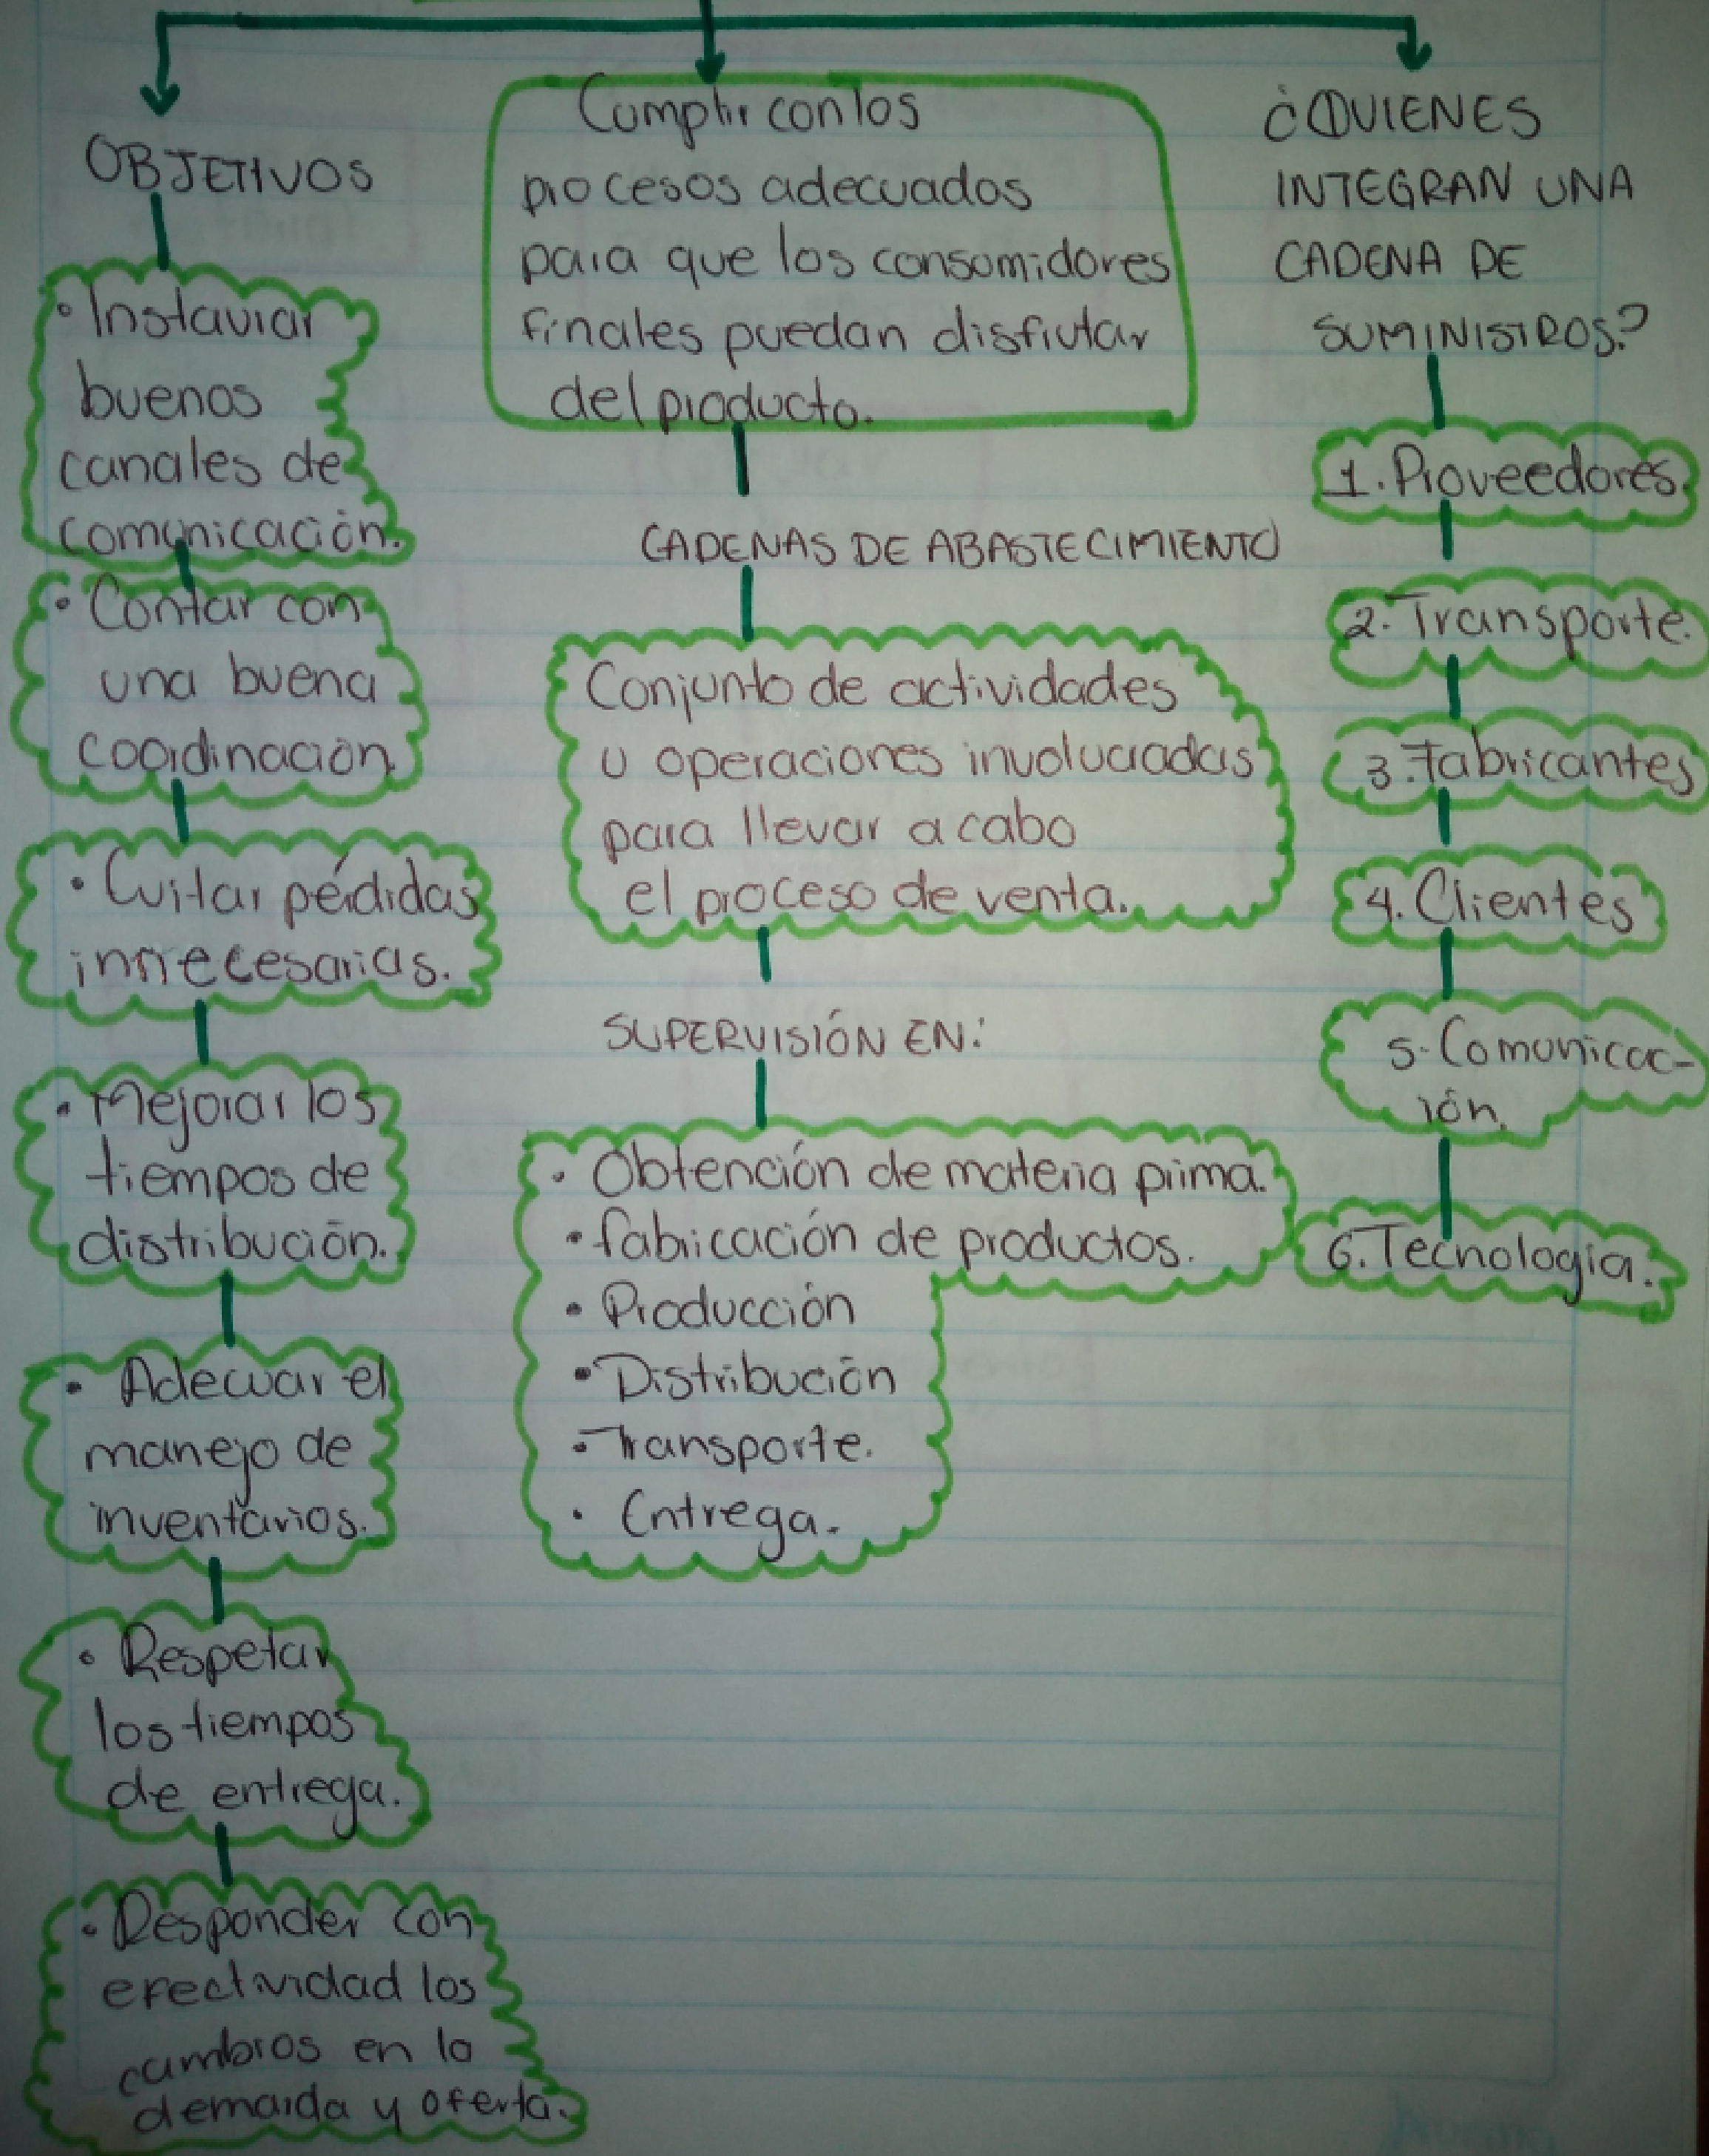 OBJETIVOS
• Instaurar
buenos
canales de
comunicación.
• Contar con
una buena
coordinación.
• Evitar pérdidas
innecesarias.
• Mejorar los
tiempos de
distribución.
• Adecuar el
manejo de
inventarios.
• Respetar
los tiempos
de entrega.
• Responder con
efectividad los
cambios en la
demanda y oferta.
Cumplir con los
procesos adecuados
para que los consumidores
finales puedan disfrutar
del producto.
CADENAS DE ABASTECIMIENTO
Conjunto de actividades
u operaciones involucradas
para llevar a cabo
el proceso de venta.
SUPERVISIÓN EN:
• Obtención de materia prima.
• fabricación de productos.
• Producción
• Distribución
• Transporte.
• Entrega.
¿QUIENES
INTEGRAN UNA
CADENA DE
SUMINISTROS?
1. Proveedores.
2. Transporte.
3. Fabricantes
4. Clientes
5. Comunicac-
ión.
6. Tecnologia.